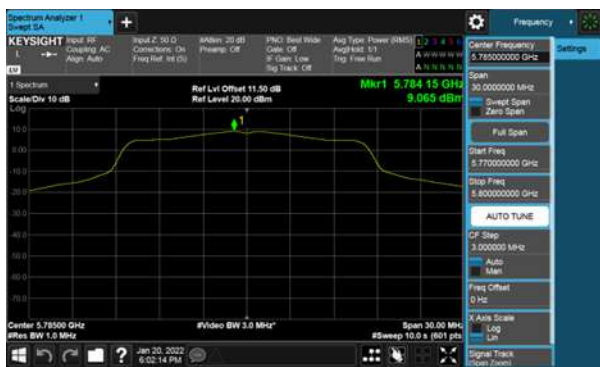 Spectrum Analyzer 1
Swept SA
Frequency
KEYSIGHT
Input: RF
Coupling: AC
Align: Auto
Input Z: 50 Ω
Corrections: On
Freq Ref: Int (S)
#Atten: 20 dB
Preamp: Off
PNO: Best Wide
Gate: Off
IF Gain: Low
Sig Track: Off
Avg Type: Power (RMS)
Avg|Hold: 1/1
Trig: Free Run
1 2 3 4 5 6
A W W W W W
A N N N N N
L
LXI
1 Spectrum
Scale/Div 10 dB
Log
Ref Lvl Offset 11.50 dB
Ref Level 20.00 dBm
Mkr1 5.784 15 GHz
9.065 dBm
1
10.0
0.00
-10.0
-20.0
-30.0
-40.0
-50.0
-60.0
-70.0
Center 5.78500 GHz
#Res BW 1.0 MHz
#Video BW 3.0 MHz*
Span 30.00 MHz
#Sweep 10.0 s (601 pts)
Jan 20, 2022
6:02:14 PM
?
Center Frequency
5.785000000 GHz
Settings
Span
30.0000000 MHz
Swept Span
Zero Span
Full Span
Start Freq
5.770000000 GHz
Stop Freq
5.800000000 GHz
AUTO TUNE
CF Step
3.000000 MHz
Auto
Man
Freq Offset
0 Hz
X Axis Scale
Log
Lin
Signal Track
(Span Zoom)